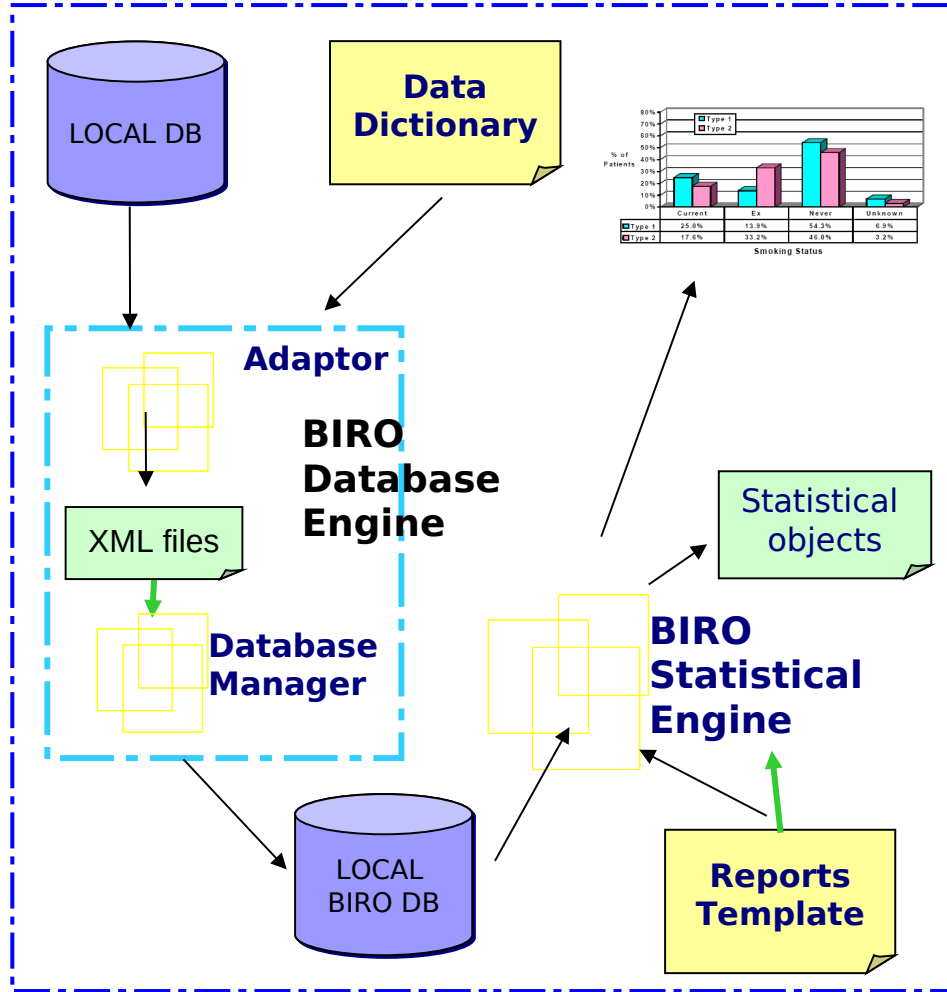 LOCAL DB
Data
Dictionary
80%
70%
60%
50%
40%
30%
20%
10%
0%
% of
Patients
Type 1
Type 2
Current Ex Never Unknown
Type 1 25.0% 13.9% 54.3% 6.9%
Type 2 17.6% 33.2% 46.0% 3.2%
Smoking Status
Adaptor
BIRO
Database
Engine
XML files
Database
Manager
Statistical
objects
BIRO
Statistical
Engine
LOCAL
BIRO DB
Reports
Template